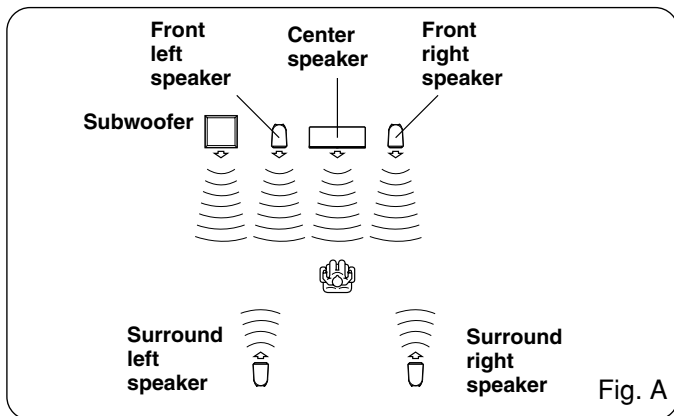 Front
left
speaker
Center
speaker
Front
right
speaker
Subwoofer
Surround
left
speaker
Surround
right
speaker
Fig. A